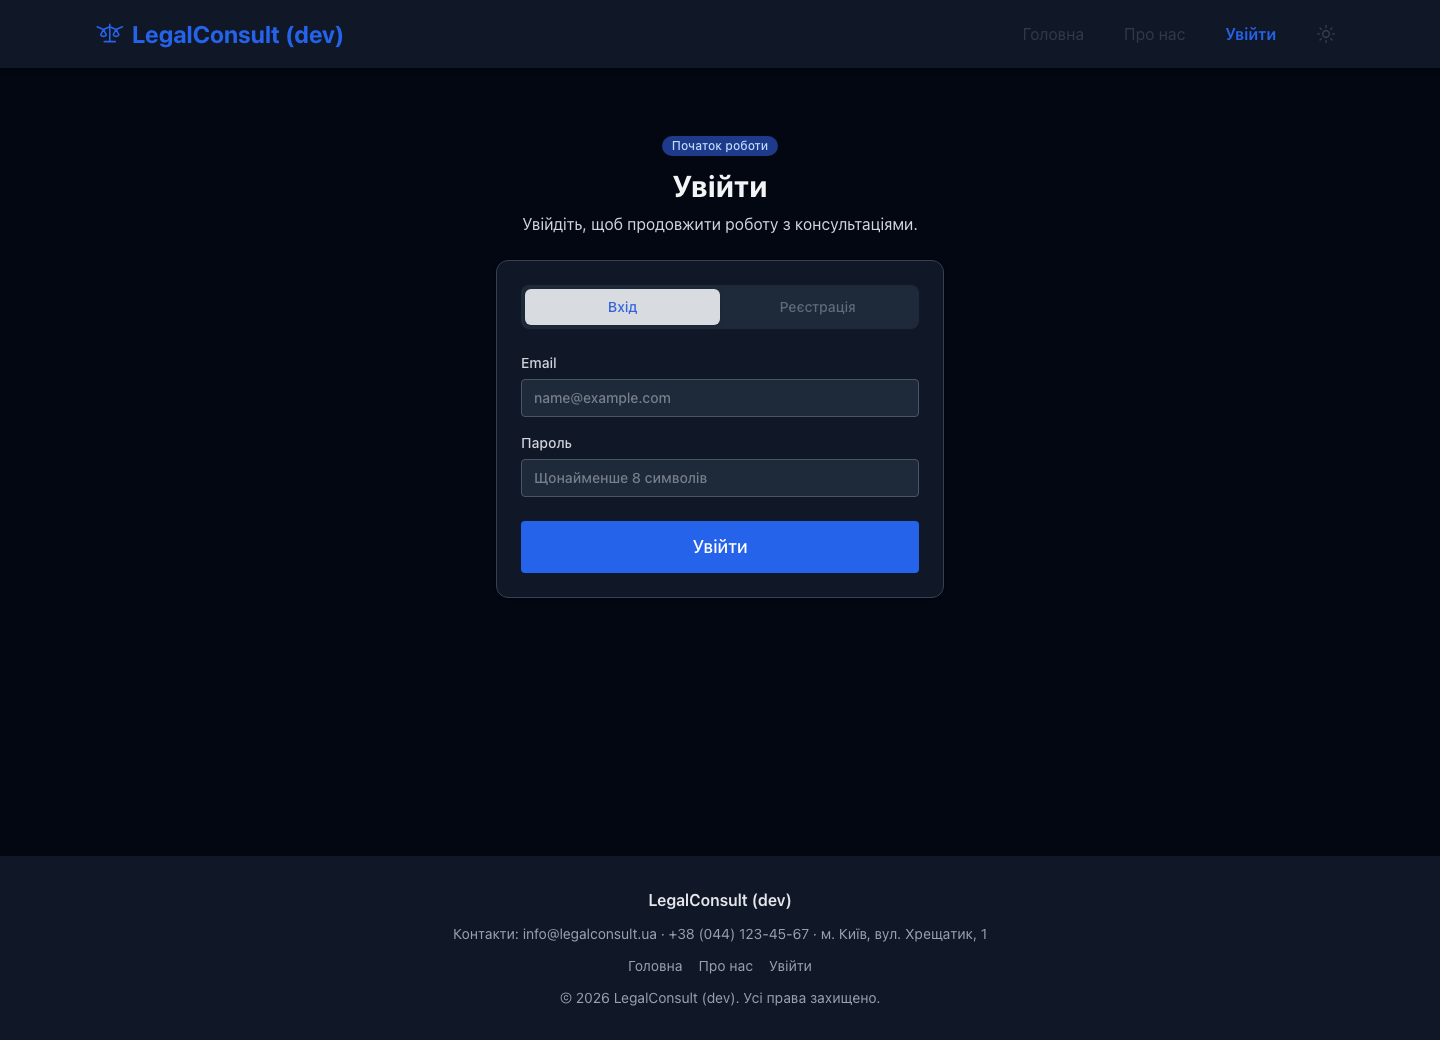 LegalConsult (dev)
Головна Про нас Увійти
Початок роботи
Увійти
Увійдіть, щоб продовжити роботу з консультаціями.
Вхід Реєстрація
Email
name@example.com
Пароль
Щонайменше 8 символів
Увійти
LegalConsult (dev)
Контакти: info@legalconsult.ua · +38 (044) 123-45-67 · м. Київ, вул. Хрещатик, 1
Головна Про нас Увійти
© 2026 LegalConsult (dev). Усі права захищено.